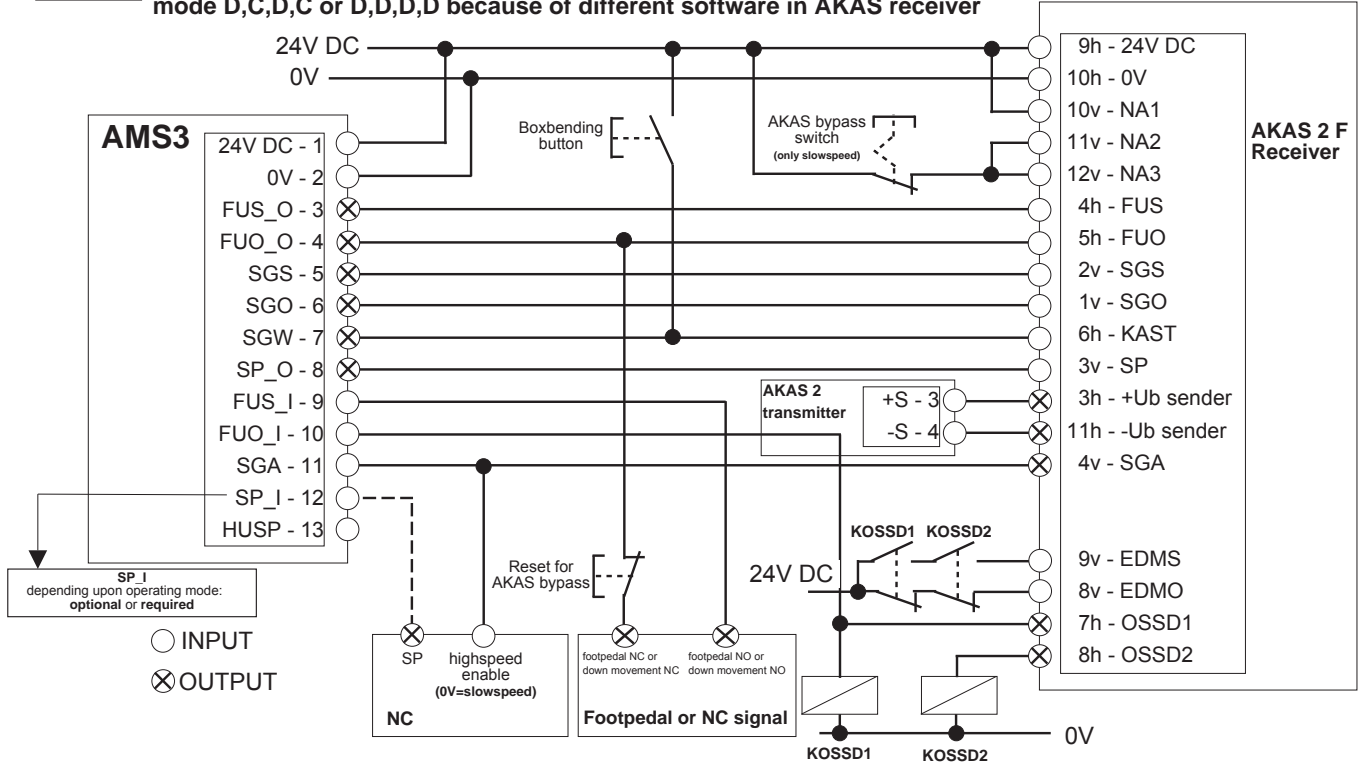 mode D,C,D,C or D,D,D,D because of different software in AKAS receiver
24V DC
0V
AMS3
24V DC - 1
0V - 2
FUS_O - 3
FUO_O - 4
SGS - 5
SGO - 6
SGW - 7
SP_O - 8
FUS_I - 9
FUO_I - 10
SGA - 11
SP_I - 12
HUSP - 13
SP_I
depending upon operating mode:
optional or required
INPUT
OUTPUT
Boxbending
button
AKAS bypass
switch
(only slowspeed)
AKAS 2
transmitter
+S - 3
-S - 4
Reset for
AKAS bypass
SP
highspeed
enable
(0V=slowspeed)
NC
footpedal NC or
down movement NC
footpedal NO or
down movement NO
Footpedal or NC signal
24V DC
KOSSD1
KOSSD2
KOSSD1
KOSSD2
0V
9h - 24V DC
10h - 0V
10v - NA1
11v - NA2
12v - NA3
4h - FUS
5h - FUO
2v - SGS
1v - SGO
6h - KAST
3v - SP
3h - +Ub sender
11h - -Ub sender
4v - SGA
9v - EDMS
8v - EDMO
7h - OSSD1
8h - OSSD2
AKAS 2 F
Receiver